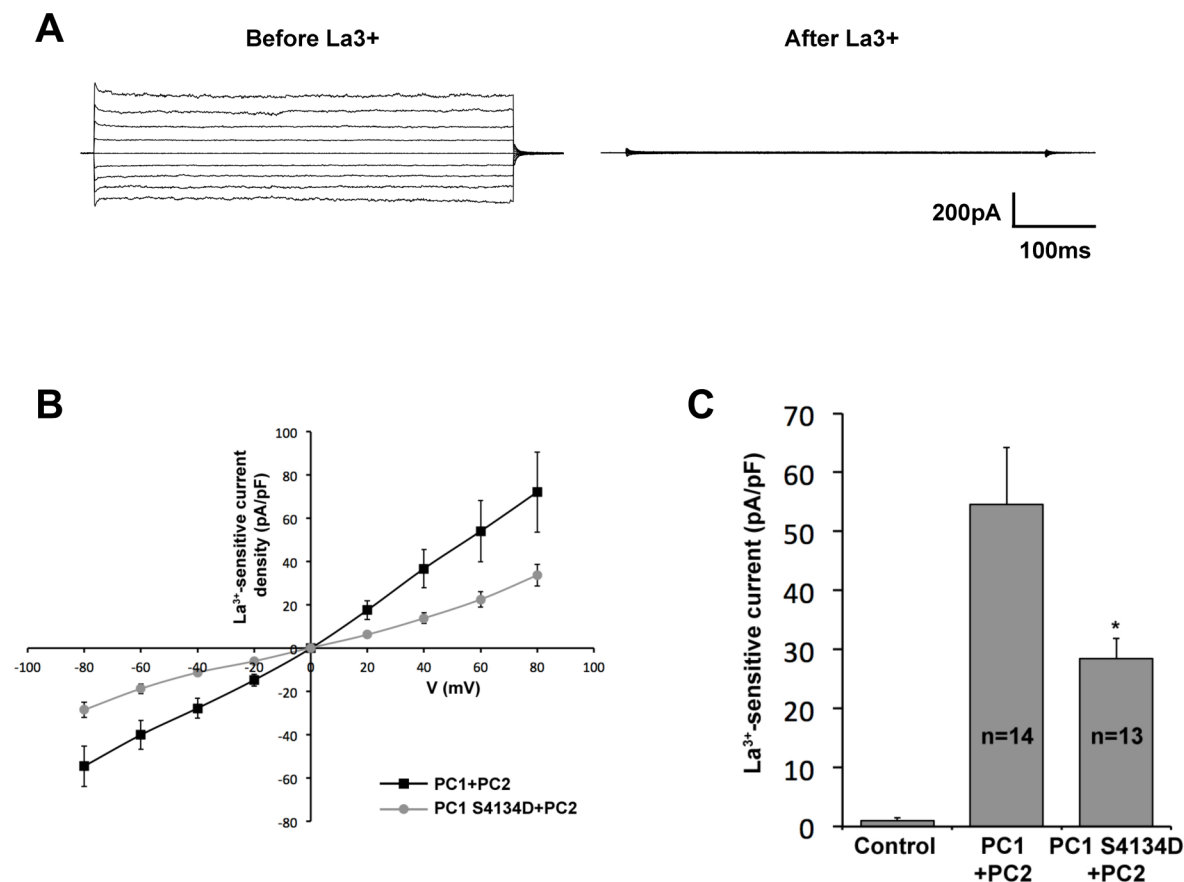 A
Before La3+
After La3+
200pA
100ms
B
La³⁺-sensitive current
density (pA/pF)
100
80
60
40
20
0
-20
-40
-60
-80
-100
-80
-60
-40
-20
0
20
40
60
80
100
V (mV)
PC1+PC2
PC1 S4134D+PC2
C
La³⁺-sensitive current (pA/pF)
70
60
50
40
30
20
10
0
*
n=14
n=13
Control
PC1
+PC2
PC1 S4134D
+PC2